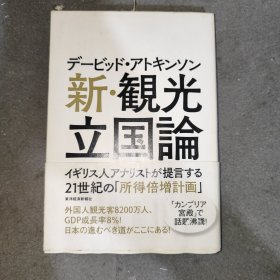 デービッド・アトキンソン
新・観光
立国論
イギリス人アナリストが提言する
21世紀の「所得倍増計画」
東洋経済新報社
外国人観光客8200万人、
GDP成長率8%!
日本の進むべき道がここにある!
「カンブリア
宮殿」で
話題沸騰!